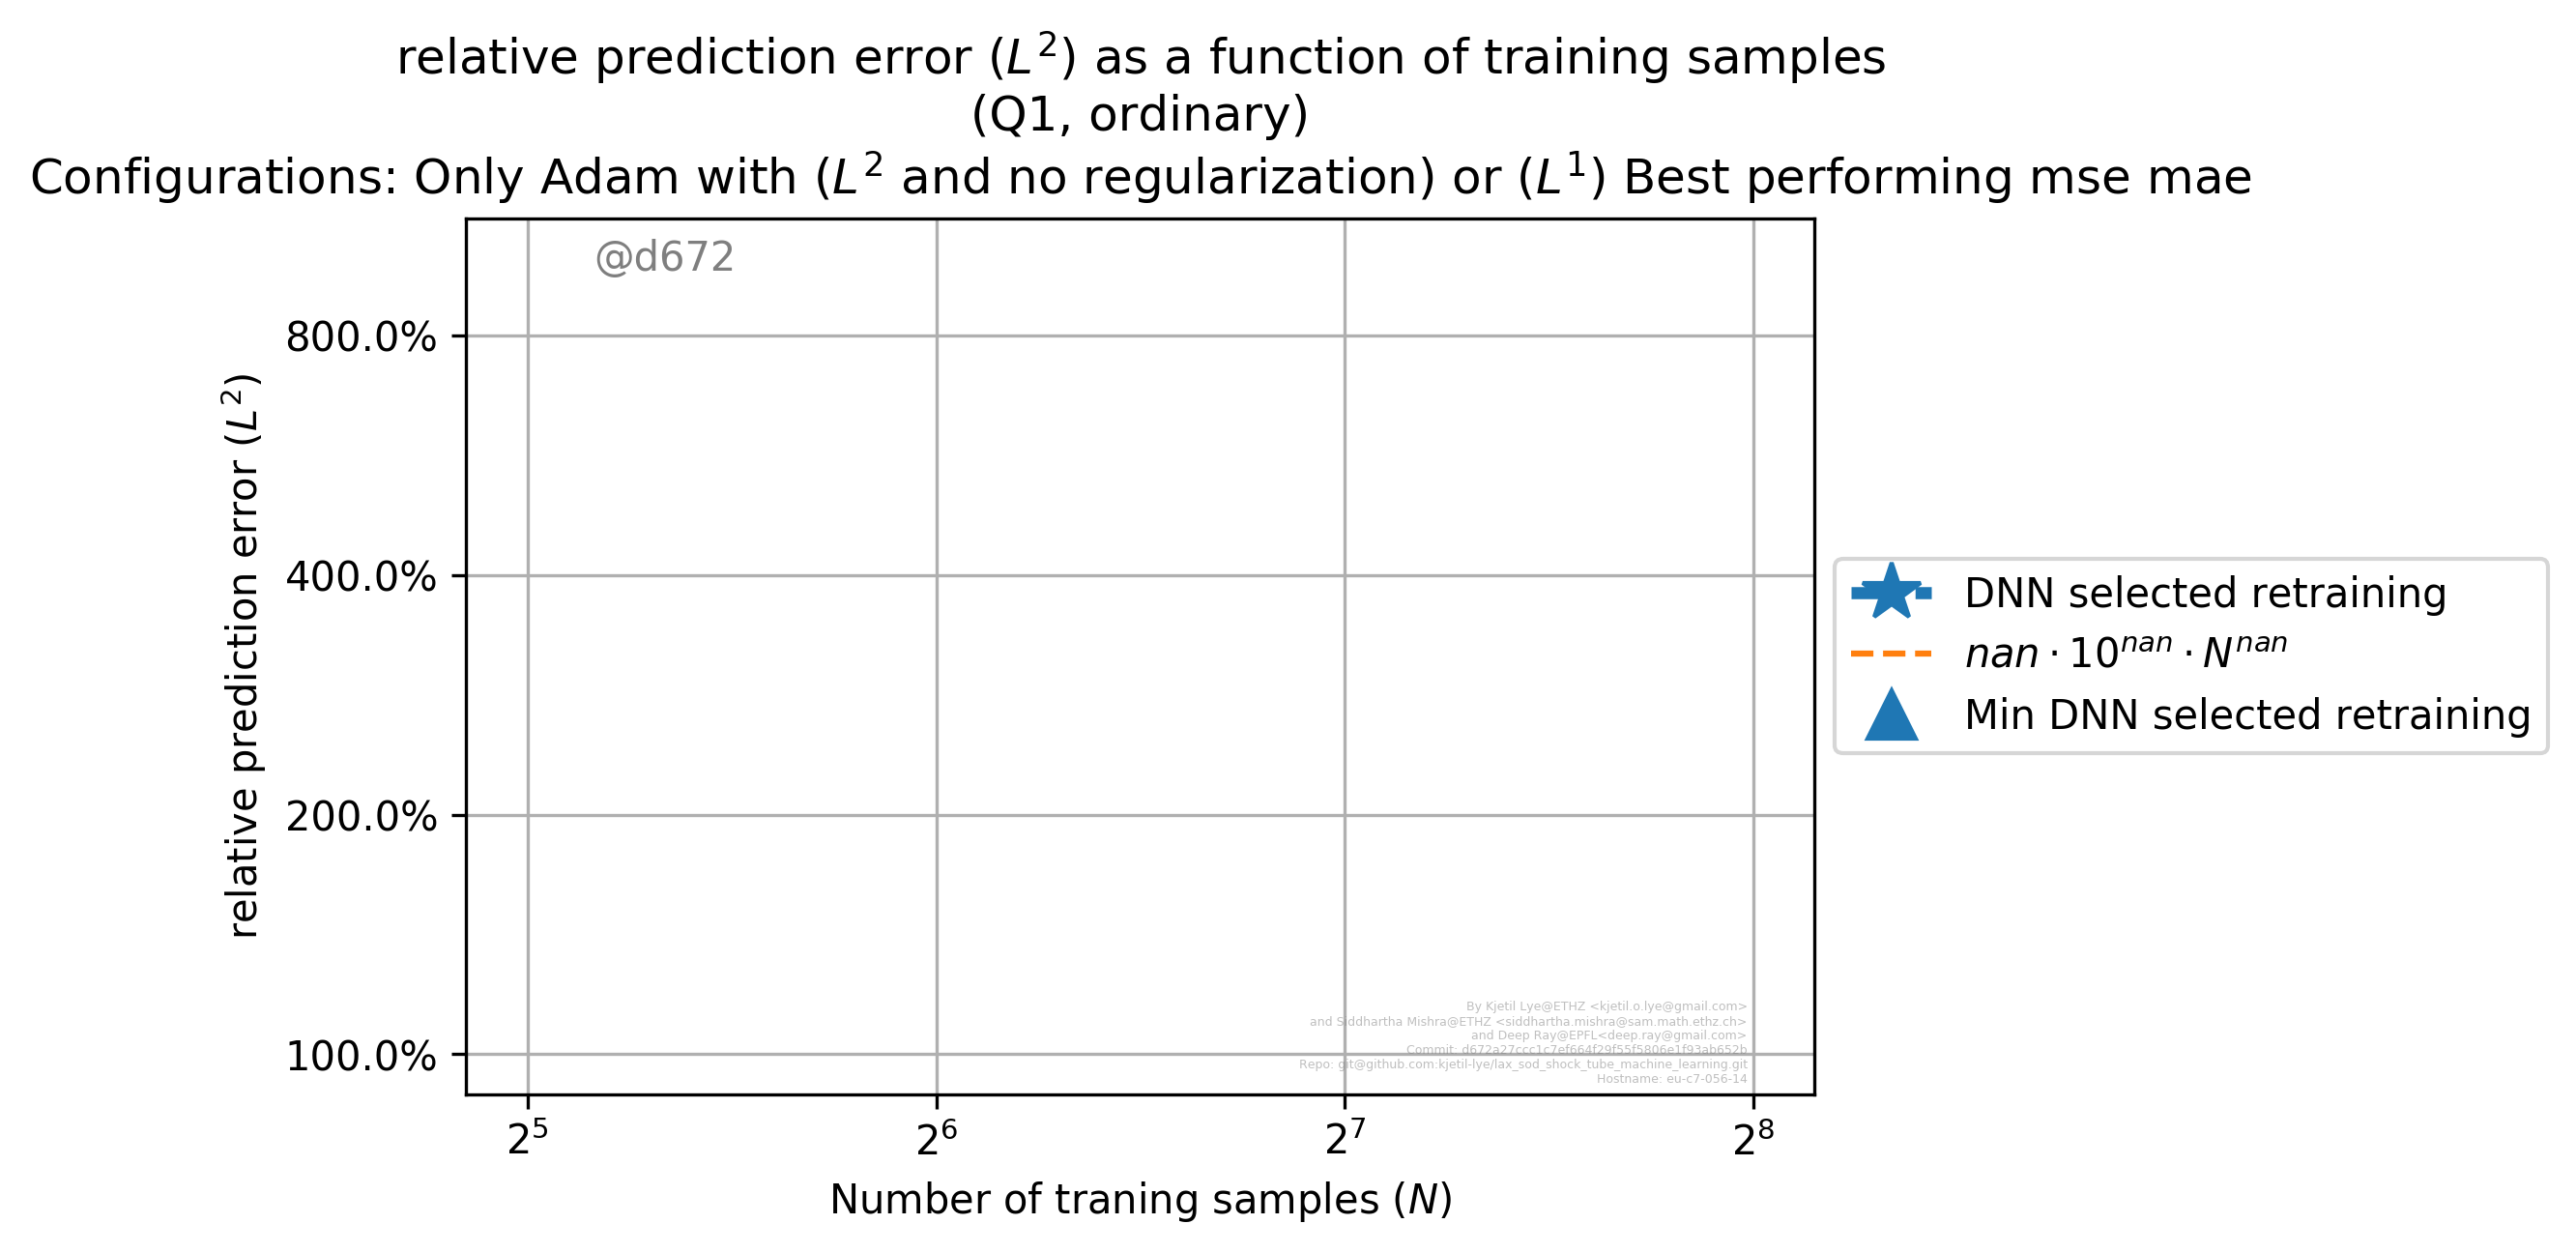 relative prediction error (L²) as a function of training samples
(Q1, ordinary)
Configurations: Only Adam with (L² and no regularization) or (L¹) Best performing mse mae
@d672
800.0%
400.0%
200.0%
100.0%
relative prediction error (L²)
2⁵ 2⁶ 2⁷ 2⁸
Number of traning samples (N)
DNN selected retraining
nan · 10ⁿᵃⁿ · Nⁿᵃⁿ
Min DNN selected retraining
By Kjetil Lye@ETHZ <kjetil.o.lye@gmail.com>
and Siddhartha Mishra@ETHZ <siddhartha.mishra@sam.math.ethz.ch>
and Deep Ray@EPFL<deep.ray@gmail.com>
Commit: d672a27ccc1c7ef664f29f55f5806e1f93ab652b
Repo: git@github.com:kjetil-lye/lax_sod_shock_tube_machine_learning.git
Hostname: eu-c7-056-14